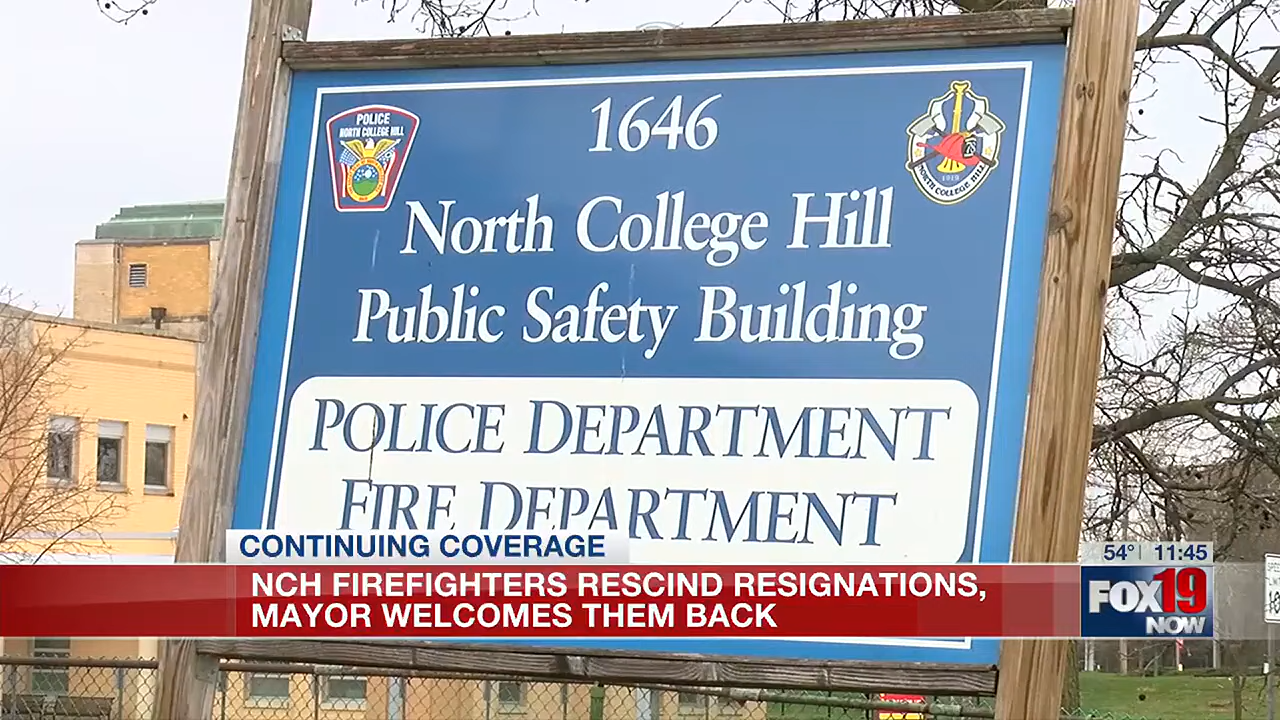 POLICE
NORTH COLLEGE HILL
1646
1919
NORTH COLLEGE HILL
North College Hill
Public Safety Building
POLICE DEPARTMENT
FIRE DEPARTMENT
CONTINUING COVERAGE
NCH FIREFIGHTERS RESCIND RESIGNATIONS,
MAYOR WELCOMES THEM BACK
54° 11:45
FOX19
NOW